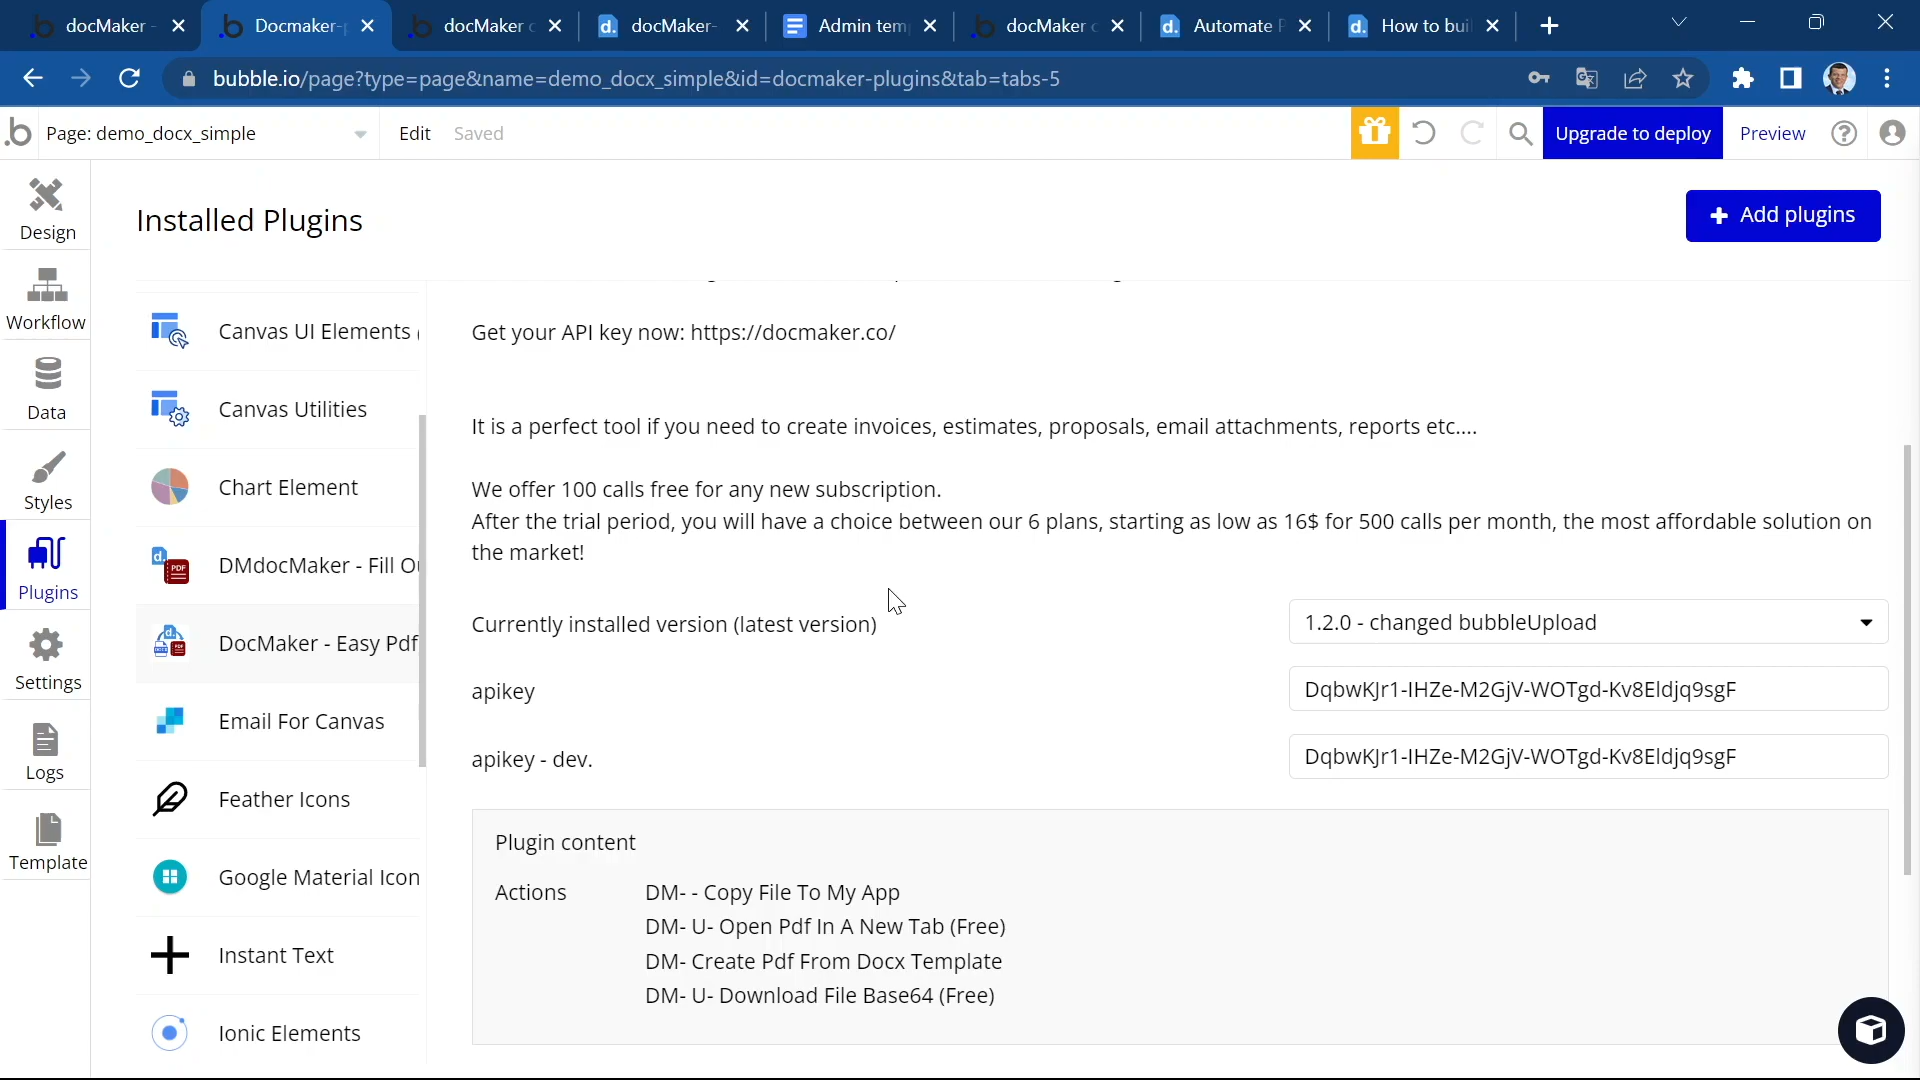 docMaker -
Docmaker-
docMaker
docMaker-
Admin tem
docMaker
Automate
How to bui
bubble.io/page?type=page&name=demo_docx_simple&id=docmaker-plugins&tab=tabs-5
Page: demo_docx_simple
Edit
Saved
Upgrade to deploy
Preview
Design
Workflow
Data
Styles
Plugins
Settings
Logs
Template
Installed Plugins
Add plugins
Canvas UI Elements
Canvas Utilities
Chart Element
DMdocMaker - Fill
DocMaker - Easy Pdf
Email For Canvas
Feather Icons
Google Material Icon
Instant Text
Ionic Elements
Get your API key now: https://docmaker.co/
It is a perfect tool if you need to create invoices, estimates, proposals, email attachments, reports etc....
We offer 100 calls free for any new subscription.
After the trial period, you will have a choice between our 6 plans, starting as low as 16$ for 500 calls per month, the most affordable solution on
the market!
Currently installed version (latest version)
1.2.0 - changed bubbleUpload
apikey
DqbwKJr1-IHZe-M2GjV-WOTgd-Kv8Eldjq9sgF
apikey - dev.
DqbwKJr1-IHZe-M2GjV-WOTgd-Kv8Eldjq9sgF
Plugin content
Actions
DM- - Copy File To My App
DM- U- Open Pdf In A New Tab (Free)
DM- Create Pdf From Docx Template
DM- U- Download File Base64 (Free)